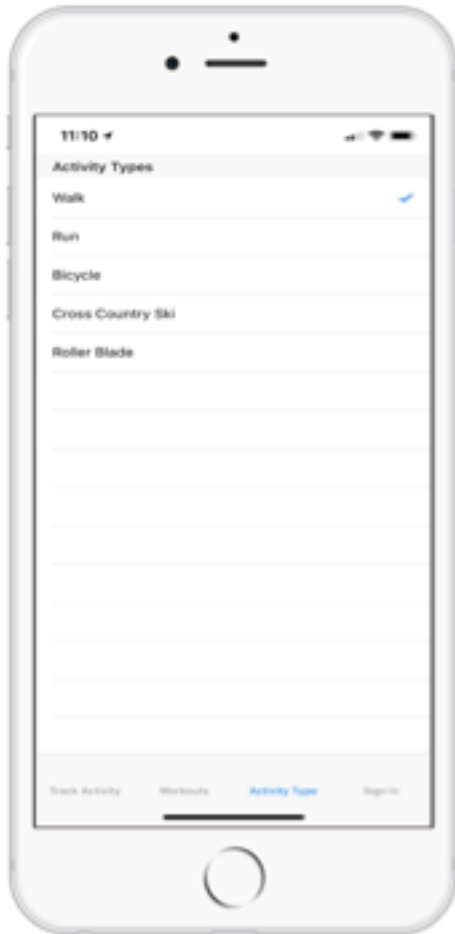 11:10
Activity Types
Walk
Run
Bicycle
Cross Country Ski
Roller Blade
Track Activity Workouts Activity Type Sign In